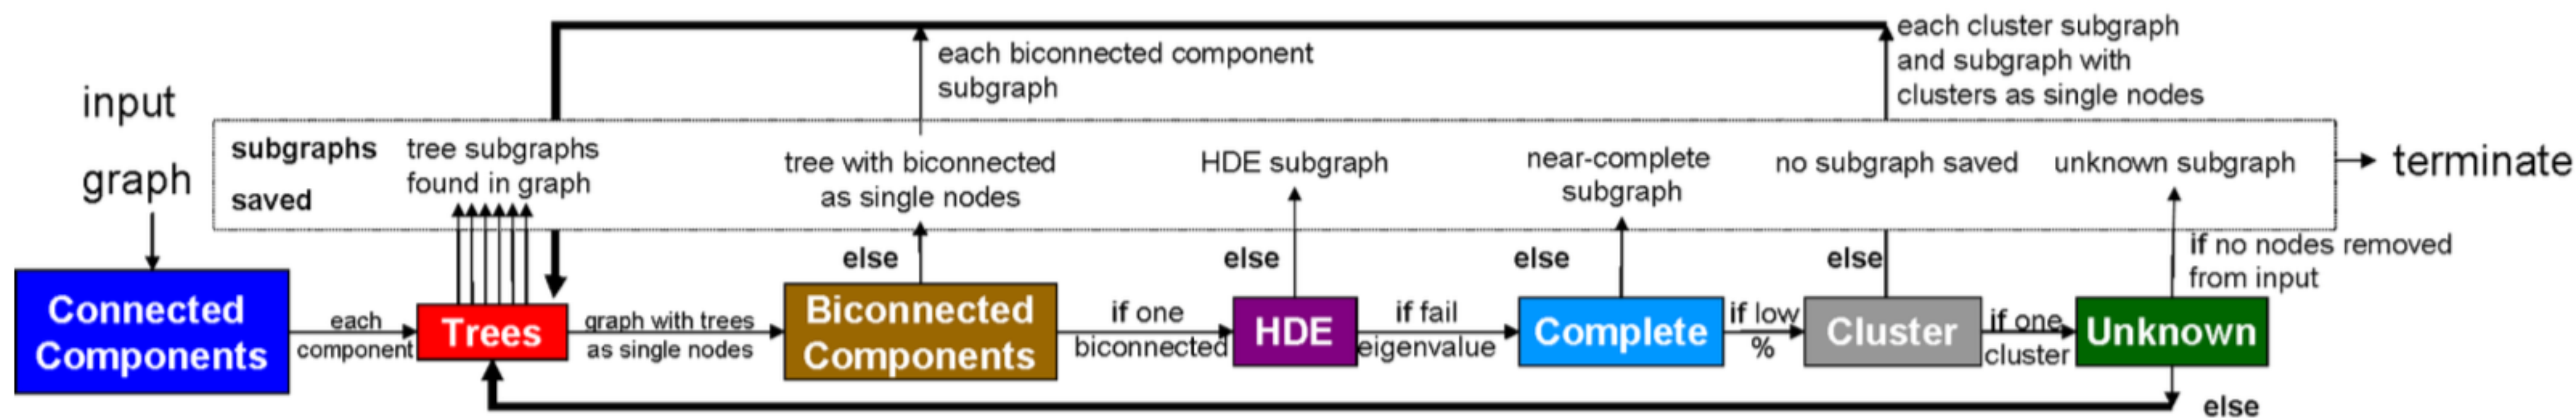 each cluster subgraph
and subgraph with
clusters as single nodes
each biconnected component
subgraph
input
graph
subgraphs
saved
tree subgraphs
found in graph
tree with biconnected
as single nodes
HDE subgraph
near-complete
subgraph
no subgraph saved
unknown subgraph
terminate
else
else
else
else
if no nodes removed
from input
Connected
Components
each
component
Trees
graph with trees
as single nodes
Biconnected
Components
if one
biconnected
HDE
if fail
eigenvalue
Complete
if low
%
Cluster
if one
cluster
Unknown
else